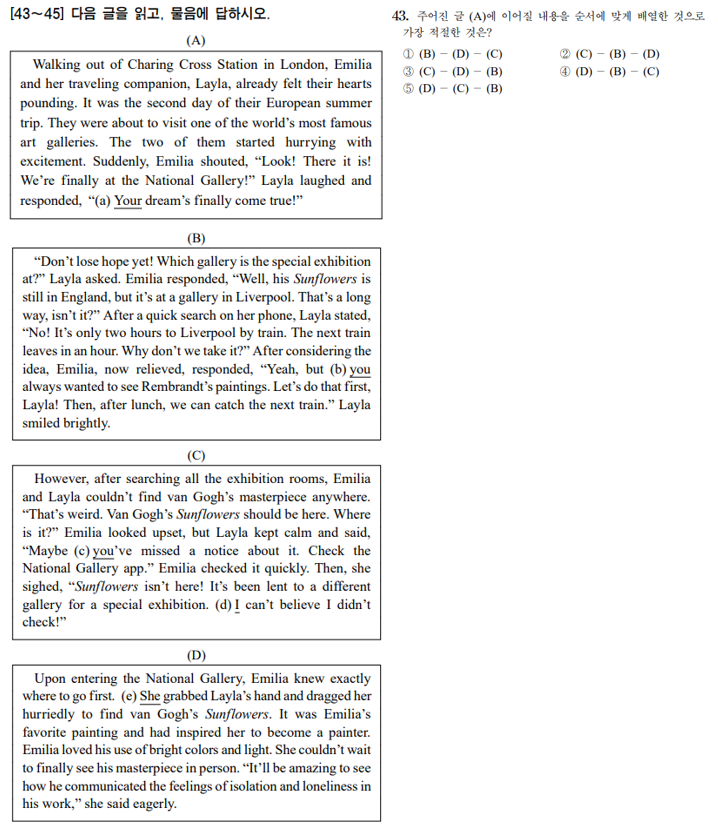 [43~45] 다음 글을 읽고, 물음에 답하시오.
(A)
Walking out of Charing Cross Station in London, Emilia
and her traveling companion, Layla, already felt their hearts
pounding. It was the second day of their European summer
trip. They were about to visit one of the world's most famous
art galleries. The two of them started hurrying with
excitement. Suddenly, Emilia shouted, “Look! There it is!
We're finally at the National Gallery!” Layla laughed and
responded, “(a) Your dream's finally come true!”
(B)
“Don't lose hope yet! Which gallery is the special exhibition
at?” Layla asked. Emilia responded, “Well, his Sunflowers is
still in England, but it's at a gallery in Liverpool. That's a long
way, isn't it?” After a quick search on her phone, Layla stated,
“No! It's only two hours to Liverpool by train. The next train
leaves in an hour. Why don't we take it?” After considering the
idea, Emilia, now relieved, responded, “Yeah, but (b) you
always wanted to see Rembrandt's paintings. Let's do that first,
Layla! Then, after lunch, we can catch the next train.” Layla
smiled brightly.
(C)
However, after searching all the exhibition rooms, Emilia
and Layla couldn't find van Gogh's masterpiece anywhere.
“That's weird. Van Gogh's Sunflowers should be here. Where
is it?” Emilia looked upset, but Layla kept calm and said,
“Maybe (c) you've missed a notice about it. Check the
National Gallery app.” Emilia checked it quickly. Then, she
sighed, “Sunflowers isn't here! It's been lent to a different
gallery for a special exhibition. (d) I can't believe I didn't
check!”
(D)
Upon entering the National Gallery, Emilia knew exactly
where to go first. (e) She grabbed Layla's hand and dragged her
hurriedly to find van Gogh's Sunflowers. It was Emilia's
favorite painting and had inspired her to become a painter.
Emilia loved his use of bright colors and light. She couldn't wait
to finally see his masterpiece in person. “It'll be amazing to see
how he communicated the feelings of isolation and loneliness in
his work,” she said eagerly.
43. 주어진 글 (A)에 이어질 내용을 순서에 맞게 배열한 것으로
가장 적절한 것은?
① (B) － (D) － (C) ② (C) － (B) － (D)
③ (C) － (D) － (B) ④ (D) － (B) － (C)
⑤ (D) － (C) － (B)